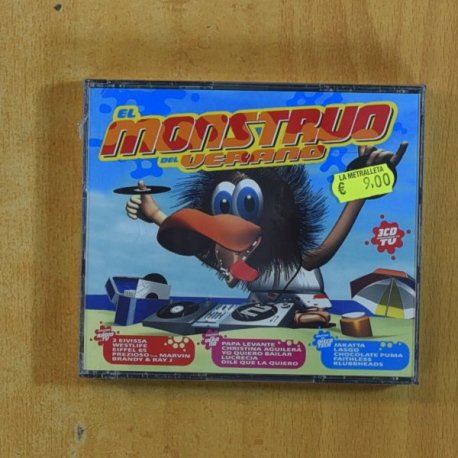 EL
MONSTRUO
DEL VERANO
LA METRALLETA
€ 9.00
3CD
TV
2 EIVISSA
WESTLIFE
EIFFEL 65
PREZIOSO MARVIN
BRANDY & RAY J
PAPA LEVANTE
CHRISTINA AGUILERA
YO QUIERO BAILAR
LUCRECIA
DILE QUE LA QUIERO
JAKATTA
LASGO
CHOCOLATE PUMA
FAITHLESS
KLUBBHEADS